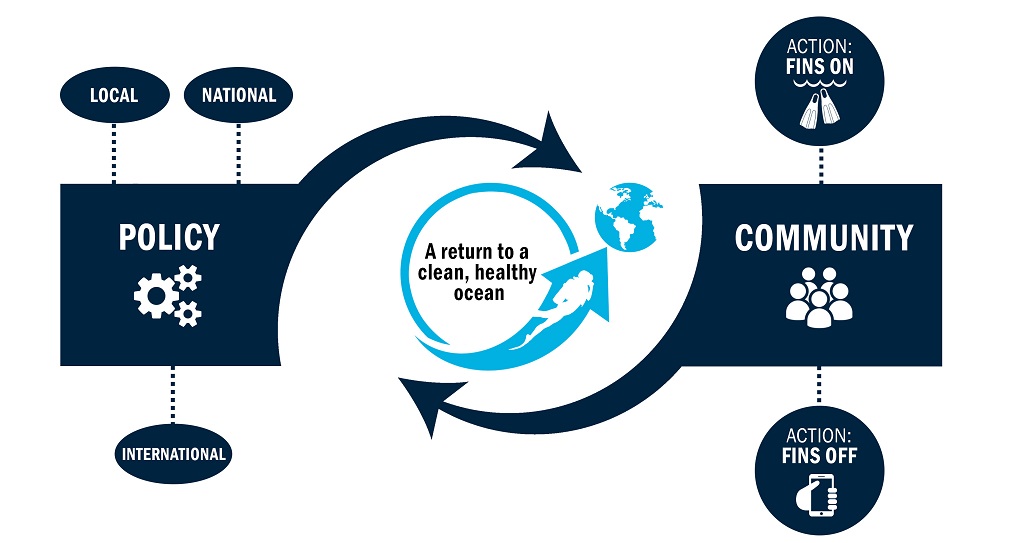 LOCAL
NATIONAL
POLICY
INTERNATIONAL
A return to a
clean, healthy
ocean
ACTION:
FINS ON
COMMUNITY
ACTION:
FINS OFF